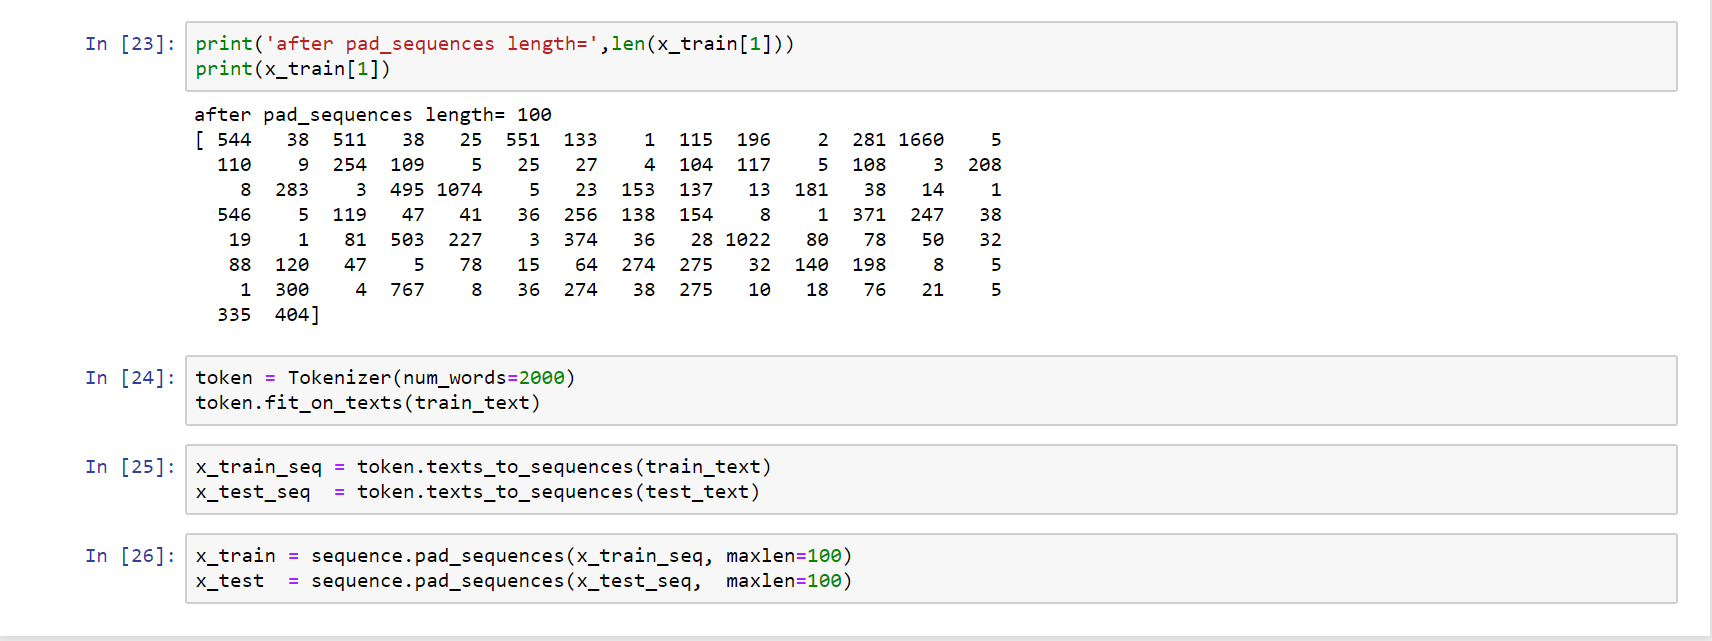 In [23]: print('after pad_sequences length=',len(x_train[1]))
print(x_train[1])
after pad_sequences length= 100
[ 544   38  511   38   25  551  133    1  115  196    2  281 1660    5
  110    9  254  109    5   25   27    4  104  117    5  108    3  208
    8  283    3  495 1074    5   23  153  137   13  181   38   14    1
  546    5  119   47   41   36  256  138  154    8    1  371  247   38
   19    1   81  503  227    3  374   36   28 1022   80   78   50   32
   88  120   47    5   78   15   64  274  275   32  140  198    8    5
    1  300    4  767    8   36  274   38  275   10   18   76   21    5
  335  404]
In [24]: token = Tokenizer(num_words=2000)
token.fit_on_texts(train_text)
In [25]: x_train_seq = token.texts_to_sequences(train_text)
x_test_seq  = token.texts_to_sequences(test_text)
In [26]: x_train = sequence.pad_sequences(x_train_seq, maxlen=100)
x_test  = sequence.pad_sequences(x_test_seq,  maxlen=100)